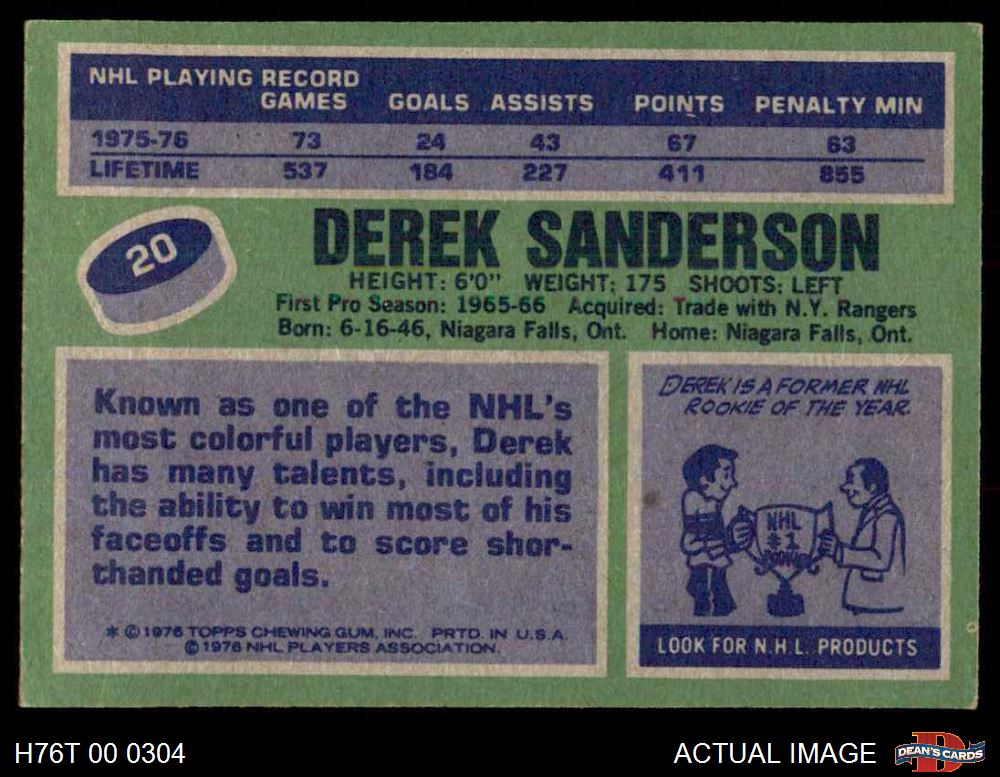 NHL PLAYING RECORD
GAMES GOALS ASSISTS POINTS PENALTY MIN
1975-76 73 24 43 67 63
LIFETIME 537 184 227 411 855
20
DEREK SANDERSON
HEIGHT: 6'0" WEIGHT: 175 SHOOTS: LEFT
First Pro Season: 1965-66 Acquired: Trade with N.Y. Rangers
Born: 6-16-46, Niagara Falls, Ont. Home: Niagara Falls, Ont.
Known as one of the NHL's
most colorful players, Derek
has many talents, including
the ability to win most of his
faceoffs and to score shor-
thanded goals.
* © 1976 TOPPS CHEWING GUM, INC. PRTD. IN U.S.A.
© 1976 NHL PLAYERS ASSOCIATION.
DEREK IS A FORMER NHL
ROOKIE OF THE YEAR.
NHL
#1
ROOKIE
LOOK FOR N.H.L. PRODUCTS
H76T 00 0304
ACTUAL IMAGE
D
DEAN'S CARDS